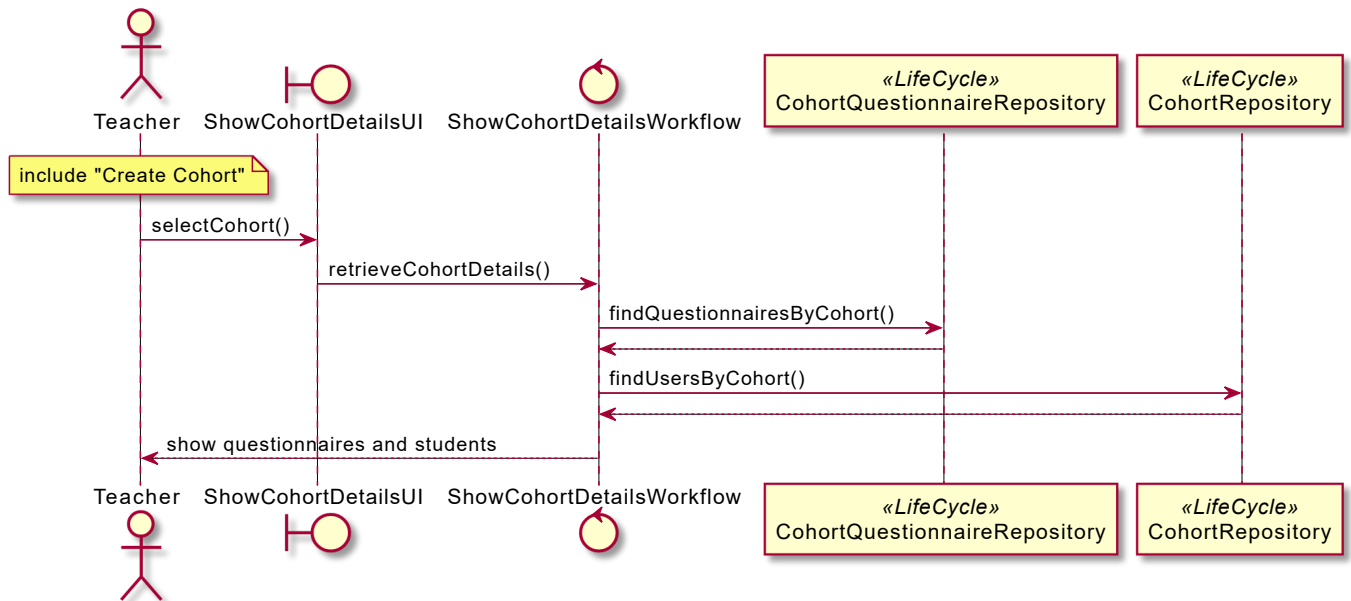 «LifeCycle»
«LifeCycle»
Teacher
ShowCohortDetailsUI
ShowCohortDetailsWorkflow
CohortQuestionnaireRepository
CohortRepository
include "Create Cohort"
selectCohort()
retrieveCohortDetails()
findQuestionnairesByCohort()
findUsersByCohort()
show questionnaires and students
Teacher
ShowCohortDetailsUI
ShowCohortDetailsWorkflow
«LifeCycle»
CohortQuestionnaireRepository
«LifeCycle»
CohortRepository